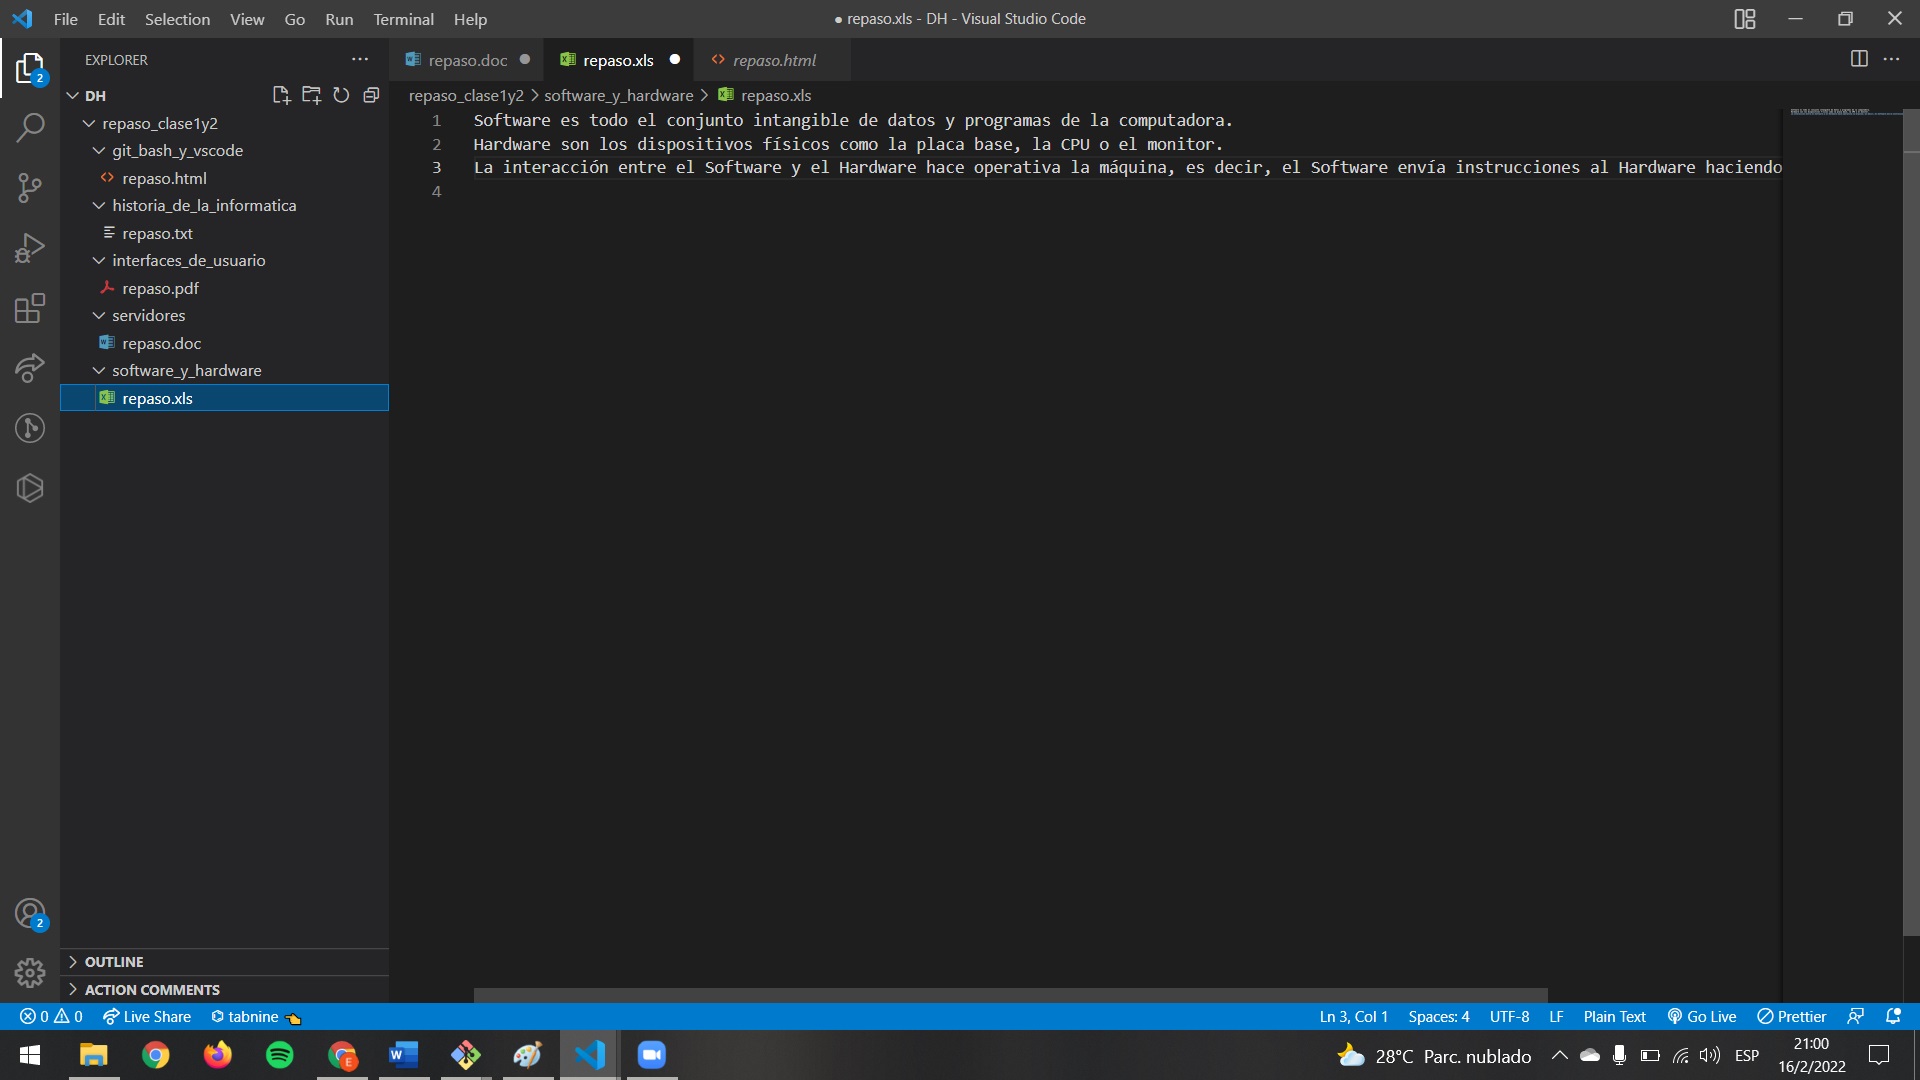 File Edit Selection View Go Run Terminal Help
● repaso.xls - DH - Visual Studio Code
EXPLORER
DH
repaso_clase1y2
git_bash_y_vscode
repaso.html
historia_de_la_informatica
repaso.txt
interfaces_de_usuario
repaso.pdf
servidores
repaso.doc
software_y_hardware
repaso.xls
OUTLINE
ACTION COMMENTS
2
2
repaso.doc repaso.xls repaso.html
repaso_clase1y2 > software_y_hardware > repaso.xls
1 Software es todo el conjunto intangible de datos y programas de la computadora.
2 Hardware son los dispositivos físicos como la placa base, la CPU o el monitor.
3 La interacción entre el Software y el Hardware hace operativa la máquina, es decir, el Software envía instrucciones al Hardware haciendo
4
0 0 Live Share tabnine
Ln 3, Col 1 Spaces: 4 UTF-8 LF Plain Text Go Live Prettier
28°C Parc. nublado ESP
21:00
16/2/2022